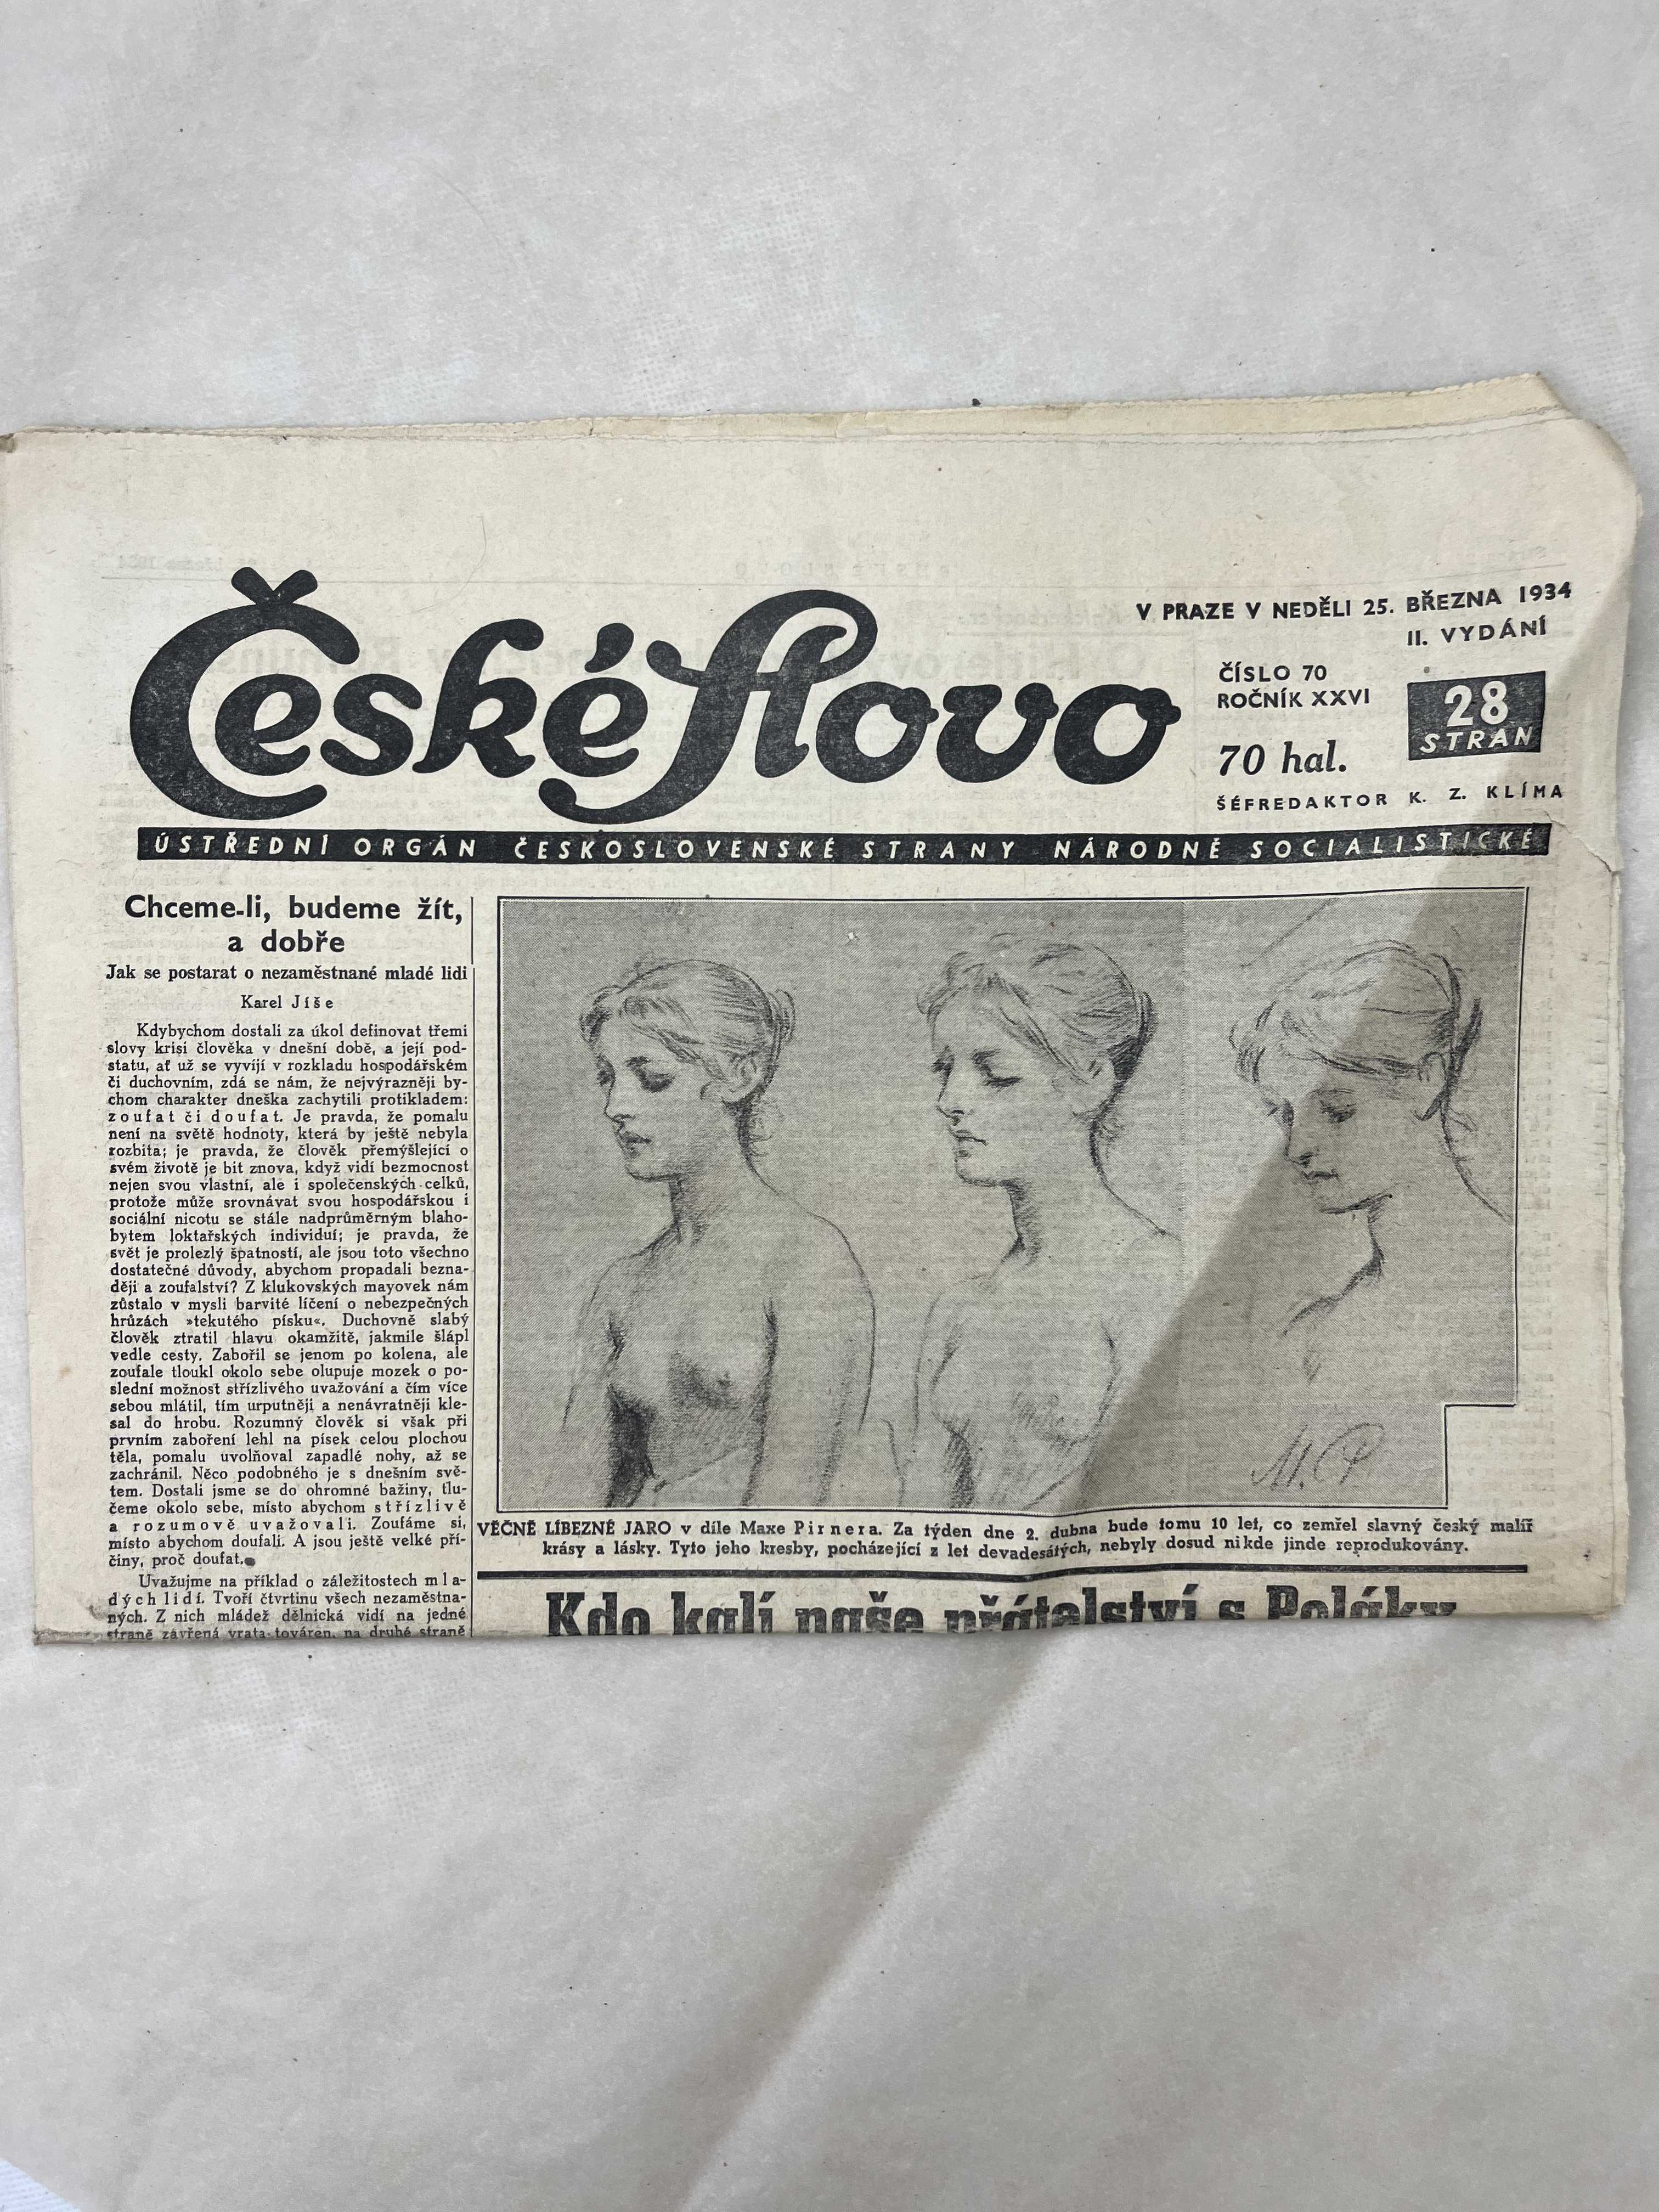 České slovo
V PRAZE V NEDĚLI 25. BŘEZNA 1934
II. VYDÁNÍ
ČÍSLO 70
ROČNÍK XXVI
28
STRAN
70 hal.
ŠÉFREDAKTOR K. Z. KLÍMA
ÚSTŘEDNÍ ORGÁN ČESKOSLOVENSKÉ STRANY NÁRODNĚ SOCIALISTICKÉ
Chceme-li, budeme žít,
a dobře
Jak se postarat o nezaměstnané mladé lidi
Karel Jíše
Kdybychom dostali za úkol definovat třemi
slovy krisi člověka v dnešní době, a její pod-
statu, ať už se vyvíjí v rozkladu hospodářském
či duchovním, zdá se nám, že nejvýrazněji by-
chom charakter dneška zachytili protikladem:
zoufat či doufat. Je pravda, že pomalu
není na světě hodnoty, která by ještě nebyla
rozbita; je pravda, že člověk přemýšlející o
svém životě je bit znova, když vidí bezmocnost
nejen svou vlastní, ale i společenských celků,
protože může srovnávat svou hospodářskou i
sociální nicotu se stále nadprůměrným blaho-
bytem loktařských individuí; je pravda, že
svět je prolezlý špatností, ale jsou toto všechno
dostatečné důvody, abychom propadali bezna-
ději a zoufalství? Z klukovských mayovek nám
zůstalo v mysli barvité líčení o nebezpečných
hrůzách »tekutého písku«. Duchovně slabý
člověk ztratil hlavu okamžitě, jakmile šlápl
vedle cesty. Zabořil se jenom po kolena, ale
zoufale tloukl okolo sebe olupuje mozek o po-
slední možnost střízlivého uvažování a čím více
sebou mlátil, tím urputněji a nenávratněji kle-
sal do hrobu. Rozumný člověk si však při
prvním zaboření lehl na písek celou plochou
těla, pomalu uvolňoval zapadlé nohy, až se
zachránil. Něco podobného je s dnešním svě-
tem. Dostali jsme se do ohromné bažiny, tlu-
čeme okolo sebe, místo abychom střízlivě
a rozumově uvažovali. Zoufáme si,
místo abychom doufali. A jsou ještě velké pří-
činy, proč doufat.
Uvažujme na příklad o záležitostech mla-
dých lidí. Tvoří čtvrtinu všech nezaměstna-
ných. Z nich mládež dělnická vidí na jedné
straně zavřená vrata továren, na druhé straně
M. P.
VĚČNĚ LÍBEZNÉ JARO v díle Maxe Pirnera. Za týden dne 2. dubna bude tomu 10 let, co zemřel slavný český malíř
krásy a lásky. Tyto jeho kresby, pocházející z let devadesátých, nebyly dosud nikde jinde reprodukovány.
Kdo kalí naše přátelství s Poláky